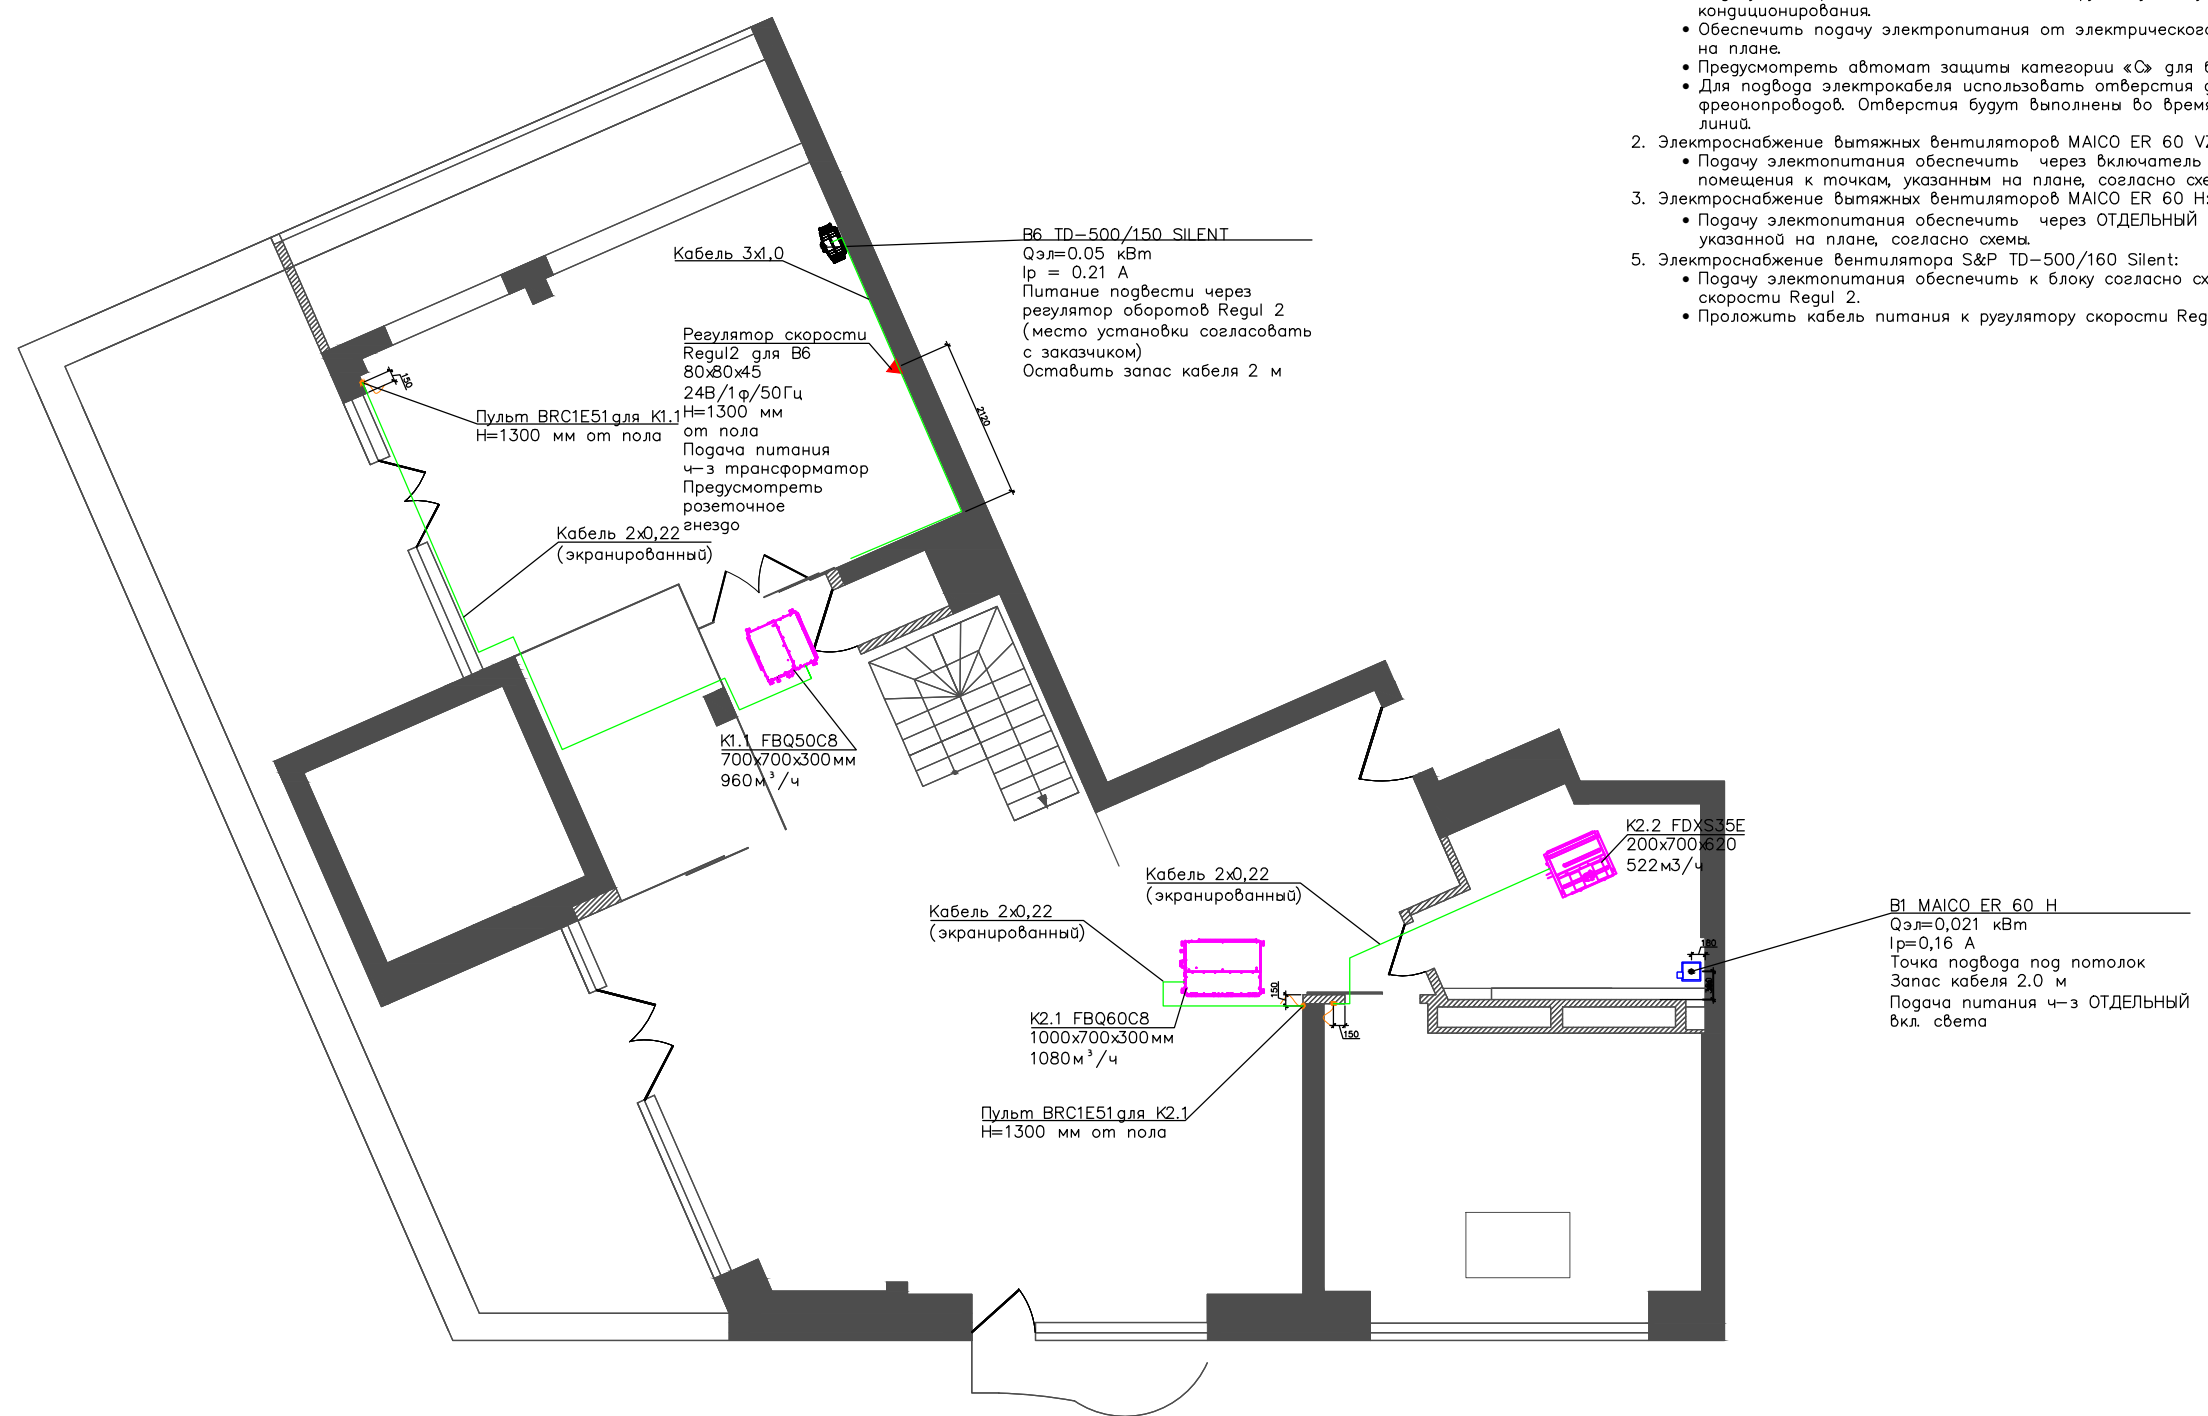 кондиционирования.
• Обеспечить подачу электропитания от электрического
на плане.
• Предусмотреть автомат защиты категории «С» для
• Для подвода электрокабеля использовать отверстия
фреонопроводов. Отверстия будут выполнены во время
линий.
2. Электроснабжение вытяжных вентиляторов MAICO ER 60 VZ
• Подачу электопитания обеспечить через включатель
помещения к точкам, указанным на плане, согласно
3. Электроснабжение вытяжных вентиляторов MAICO ER 60 H:
• Подачу электопитания обеспечить через ОТДЕЛЬНЫЙ
указанной на плане, согласно схемы.
5. Электроснабжение вентилятора S&P TD-500/160 Silent:
• Подачу электопитания обеспечить к блоку согласно
скорости Regul 2.
• Проложить кабель питания к ругулятору скорости
В6 TD-500/150 SILENT
Qэл=0.05 кВт
Iр = 0.21 А
Питание подвести через
регулятор оборотов Regul 2
(место установки согласовать
с заказчиком)
Оставить запас кабеля 2 м
Кабель 3х1,0
Регулятор скорости
Regul2 для В6
80х80х45
24В/1ф/50Гц
Н=1300 мм
от пола
Подача питания
ч-з трансформатор
Предусмотреть
розеточное
гнездо
150
2120
Пульт BRC1E51 для К1.1
Н=1300 мм от пола
Кабель 2х0,22
(экранированный)
К1.1 FBQ50C8
700х700х300мм
960м³/ч
К2.2 FDXS35E
200х700х620
522м3/ч
Кабель 2х0,22
(экранированный)
Кабель 2х0,22
(экранированный)
В1 MAICO ER 60 H
Qэл=0,021 кВт
Iр=0,16 А
Точка подвода под потолок
Запас кабеля 2.0 м
Подача питания ч-з ОТДЕЛЬНЫЙ
вкл. света
180
150
150
К2.1 FBQ60C8
1000х700х300мм
1080м³/ч
Пульт BRC1E51 для К2.1
Н=1300 мм от пола